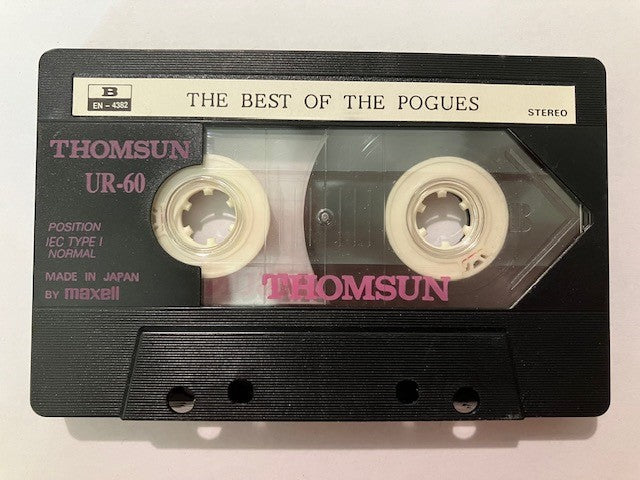 B
EN - 4382
THE BEST OF THE POGUES
STEREO
THOMSUN
UR-60
POSITION
IEC TYPE I
NORMAL
MADE IN JAPAN
BY maxell
THOMSUN